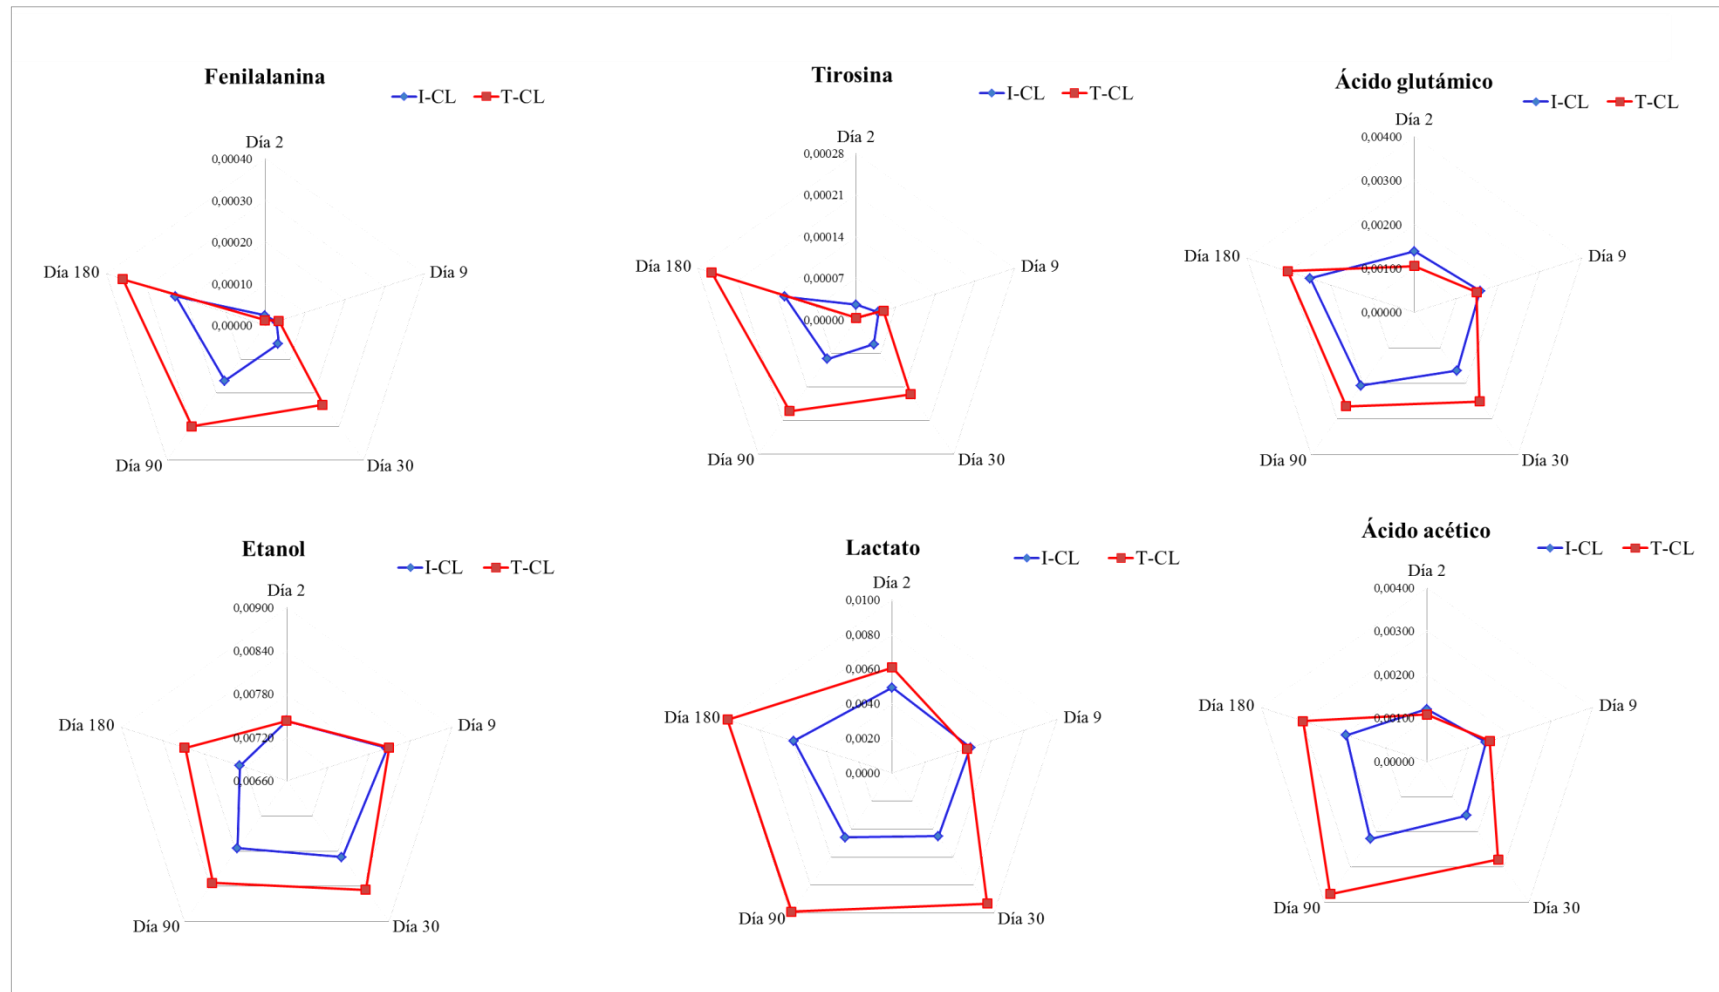 Fenilalanina
I-CL T-CL
Día 2
0,00040
0,00030
0,00020
0,00010
0,00000
Día 9
Día 30
Día 90
Día 180
Tirosina
I-CL T-CL
Día 2
0,00028
0,00021
0,00014
0,00007
0,00000
Día 9
Día 30
Día 90
Día 180
Ácido glutámico
I-CL T-CL
Día 2
0,00400
0,00300
0,00200
0,00100
0,00000
Día 9
Día 30
Día 90
Día 180
Etanol
I-CL T-CL
Día 2
0,00900
0,00840
0,00780
0,00720
0,00660
Día 9
Día 30
Día 90
Día 180
Lactato
I-CL T-CL
Día 2
0,0100
0,0080
0,0060
0,0040
0,0020
0,0000
Día 9
Día 30
Día 90
Día 180
Ácido acético
I-CL T-CL
Día 2
0,00400
0,00300
0,00200
0,00100
0,00000
Día 9
Día 30
Día 90
Día 180